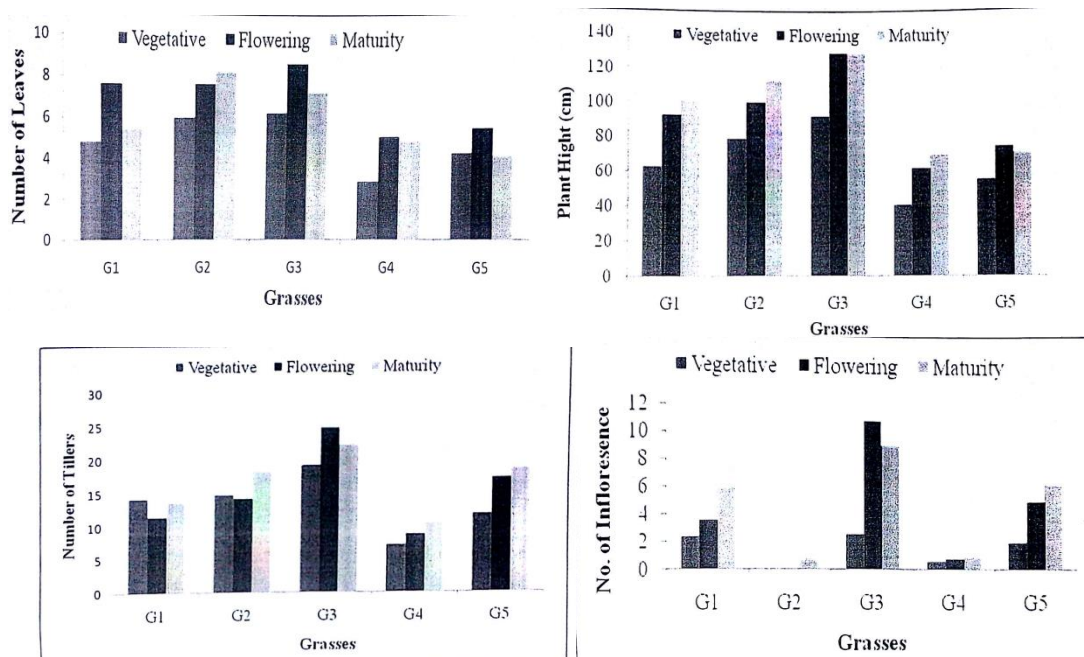 Number of Leaves
10
8
6
4
2
0
Vegetative Flowering Maturity
G1 G2 G3 G4 G5
Grasses
Plant Hight (cm)
140
120
100
80
60
40
20
0
Vegetative Flowering Maturity
G1 G2 G3 G4 G5
Grasses
Number of Tillers
30
25
20
15
10
5
0
Vegetative Flowering Maturity
G1 G2 G3 G4 G5
Grasses
No. of Infloresence
12
10
8
6
4
2
0
Vegetative Flowering Maturity
G1 G2 G3 G4 G5
Grasses